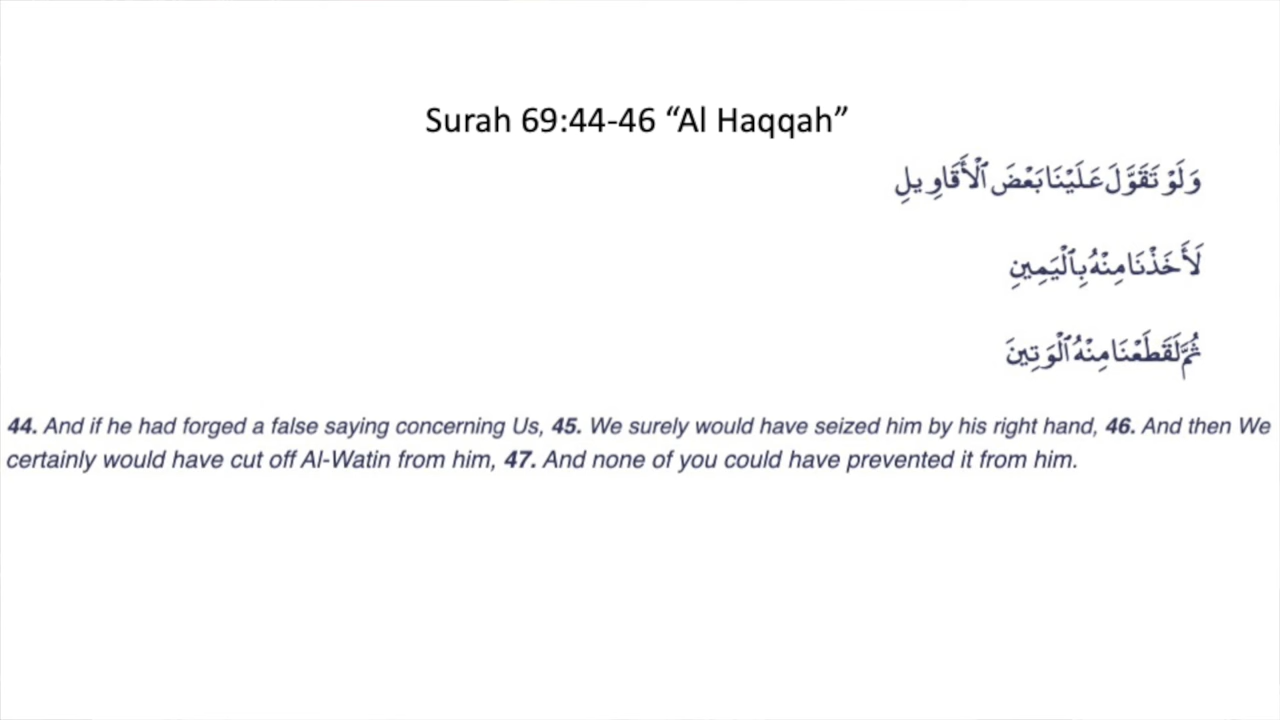 Surah 69:44-46 “Al Haqqah”
وَلَوْ تَقَوَّلَ عَلَيْنَا بَعْضَ ٱلْأَقَاوِيلِ
لَأَخَذْنَا مِنْهُ بِٱلْيَمِينِ
ثُمَّ لَقَطَعْنَا مِنْهُ ٱلْوَتِينَ
44. And if he had forged a false saying concerning Us, 45. We surely would have seized him by his right hand, 46. And then We
certainly would have cut off Al-Watin from him, 47. And none of you could have prevented it from him.